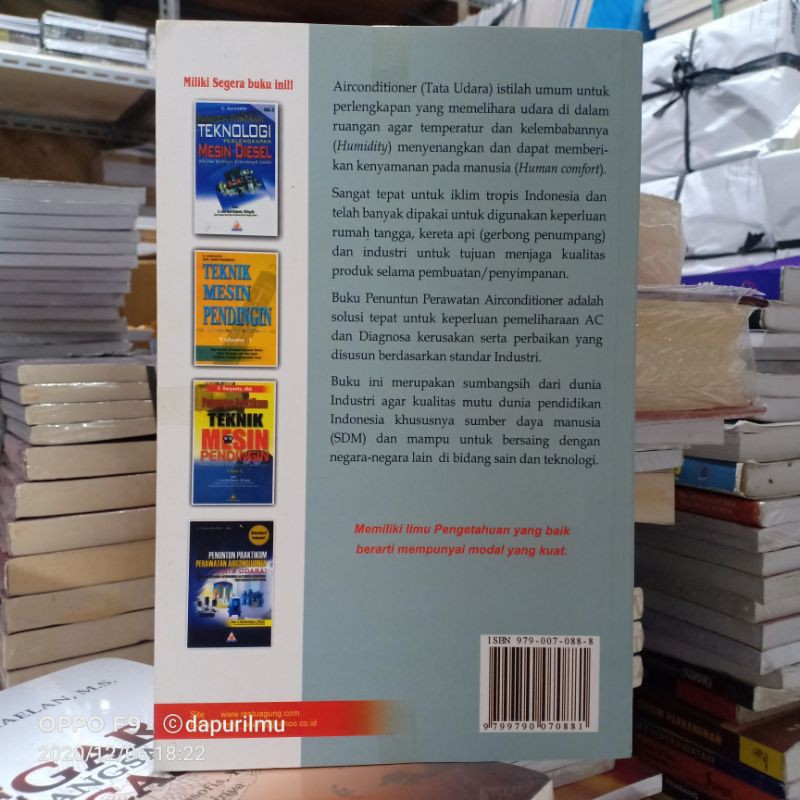 Miliki Segera buku ini!!
TEKNOLOGI
PERLENGKAPAN
MESIN DIESEL
TEKNIK
MESIN
PENDINGIN
Volume 1
TEKNIK
MESIN
PENDINGIN
PENUNTUN PRAKTIKUM
PERAWATAN AIRCONDITIONER
(TATA UDARA)
Airconditioner (Tata Udara) istilah umum untuk
perlengkapan yang memelihara udara di dalam
ruangan agar temperatur dan kelembabannya
(Humidity) menyenangkan dan dapat memberi-
kan kenyamanan pada manusia (Human comfort).
Sangat tepat untuk iklim tropis Indonesia dan
telah banyak dipakai untuk digunakan keperluan
rumah tangga, kereta api (gerbong penumpang)
dan industri untuk tujuan menjaga kualitas
produk selama pembuatan/penyimpanan.
Buku Penuntun Perawatan Airconditioner adalah
solusi tepat untuk keperluan pemeliharaan AC
dan Diagnosa kerusakan serta perbaikan yang
disusun berdasarkan standar Industri.
Buku ini merupakan sumbangsih dari dunia
Industri agar kualitas mutu dunia pendidikan
Indonesia khususnya sumber daya manusia
(SDM) dan mampu untuk bersaing dengan
negara-negara lain di bidang sain dan teknologi.
Memiliki Ilmu Pengetahuan yang baik
berarti mempunyai modal yang kuat.
ISBN 979-007-088-8
9 799790 070881
Site
©dapurilmu
OPPO F9
2020/12/06 18:22
AELAN, M.S.